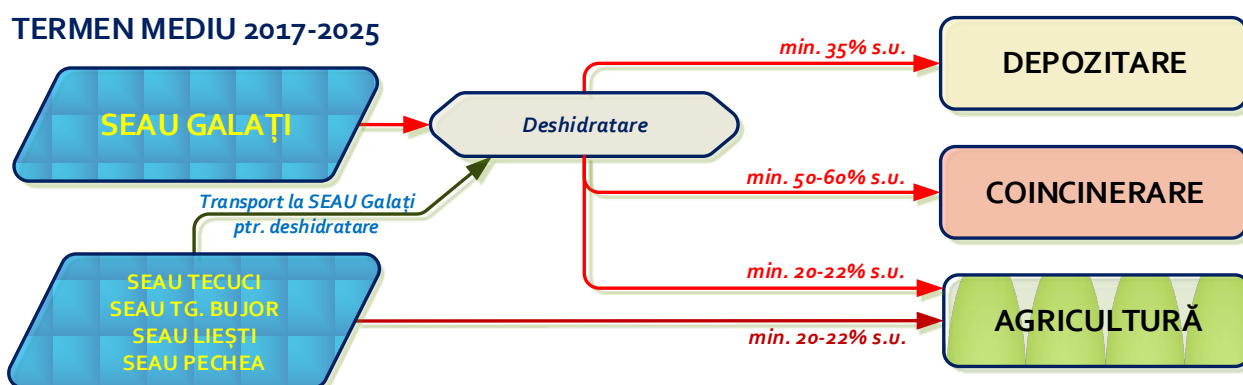 TERMEN MEDIU 2017-2025
min. 35% s.u.
DEPOZITARE
SEAU GALAȚI
Deshidratare
min. 50-60% s.u.
COINCINERARE
Transport la SEAU Galați
ptr. deshidratare
min. 20-22% s.u.
SEAU TECUCI
SEAU TG. BUJOR
SEAU LIEȘTI
SEAU PECHEA
AGRICULTURĂ
min. 20-22% s.u.